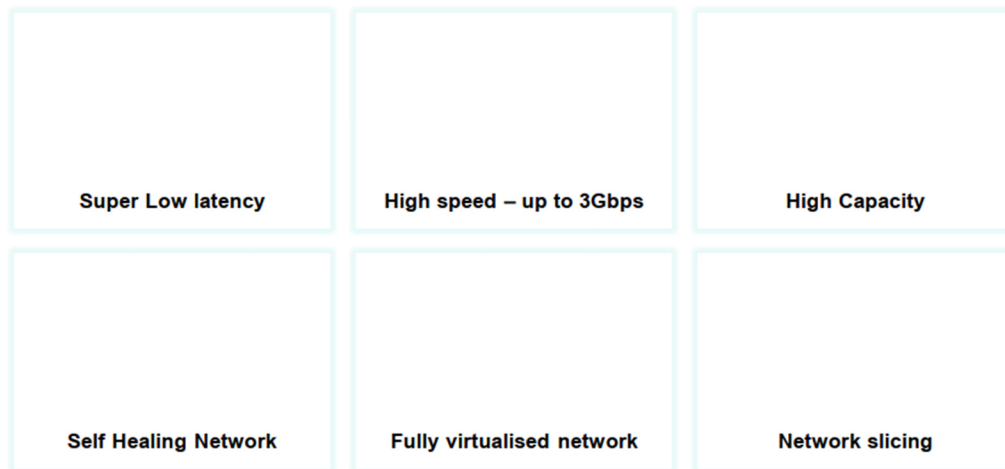 Super Low latency
High speed – up to 3Gbps
High Capacity
Self Healing Network
Fully virtualised network
Network slicing